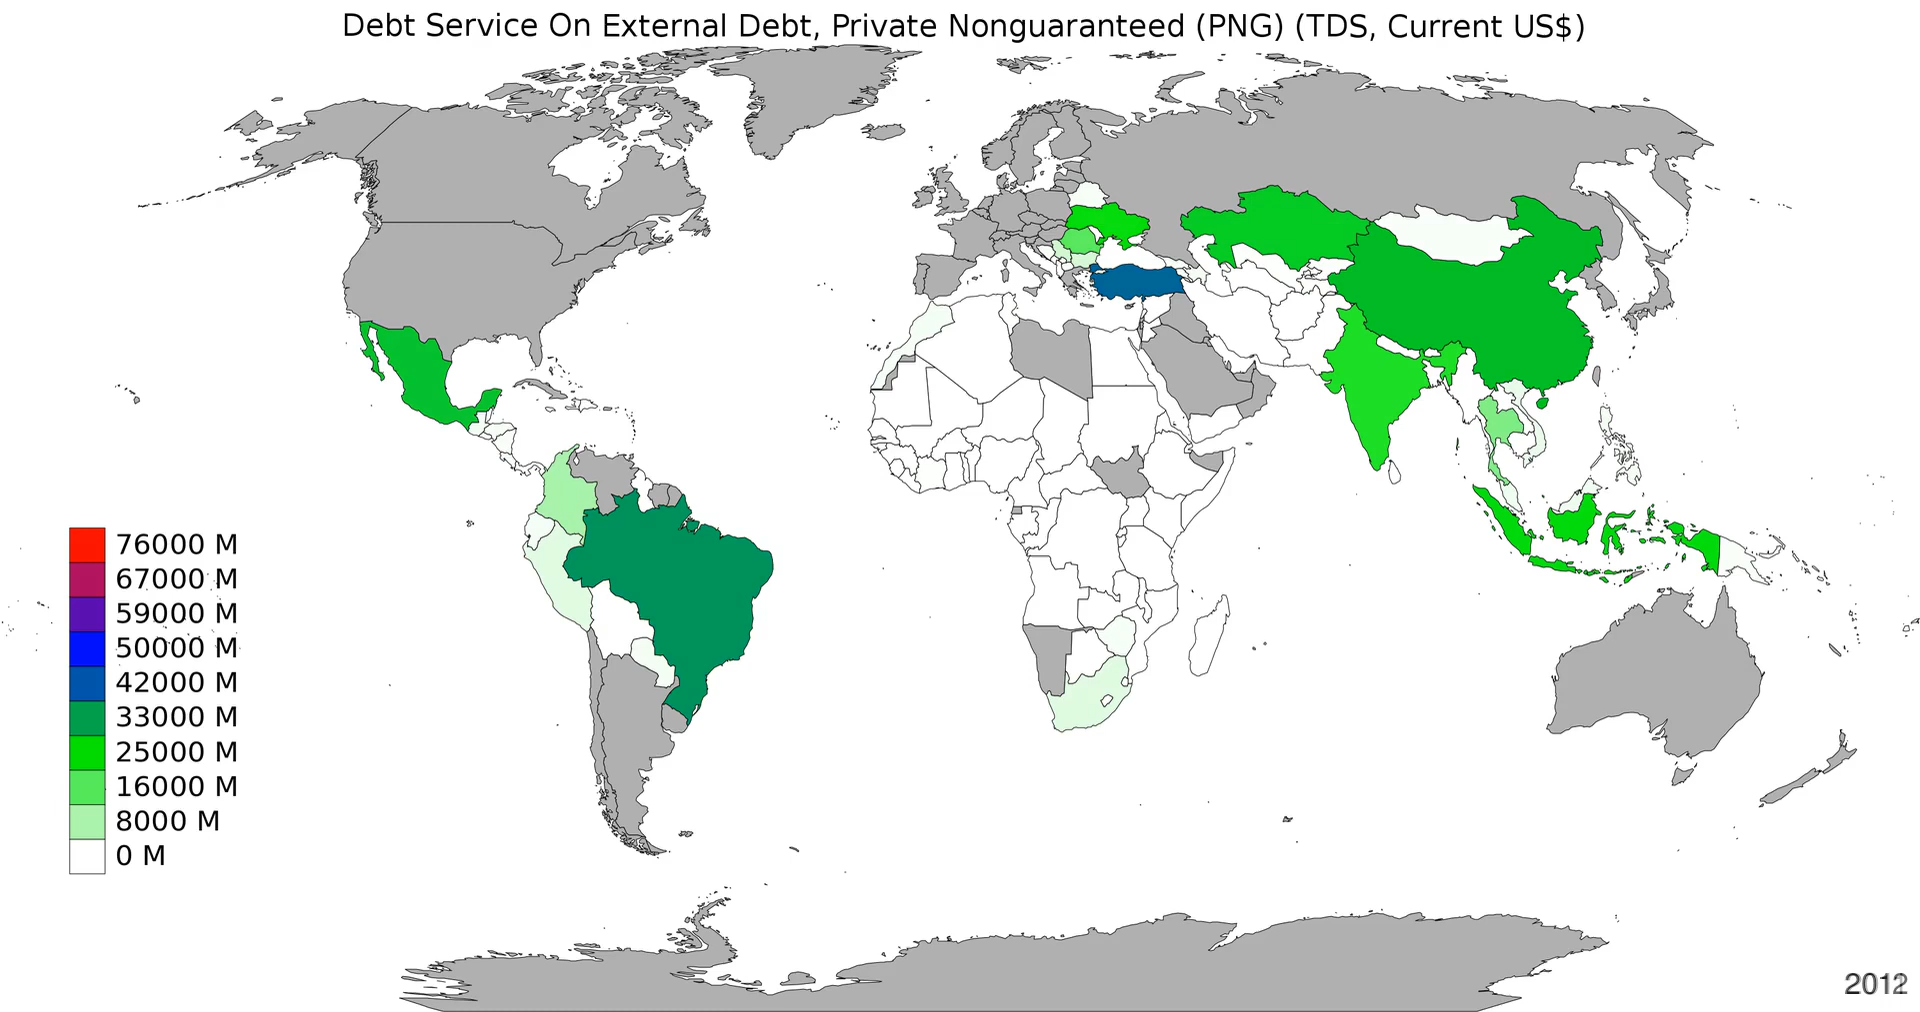 Debt Service On External Debt, Private Nonguaranteed (PNG) (TDS, Current US$)
76000 M
67000 M
59000 M
50000 M
42000 M
33000 M
25000 M
16000 M
8000 M
0 M